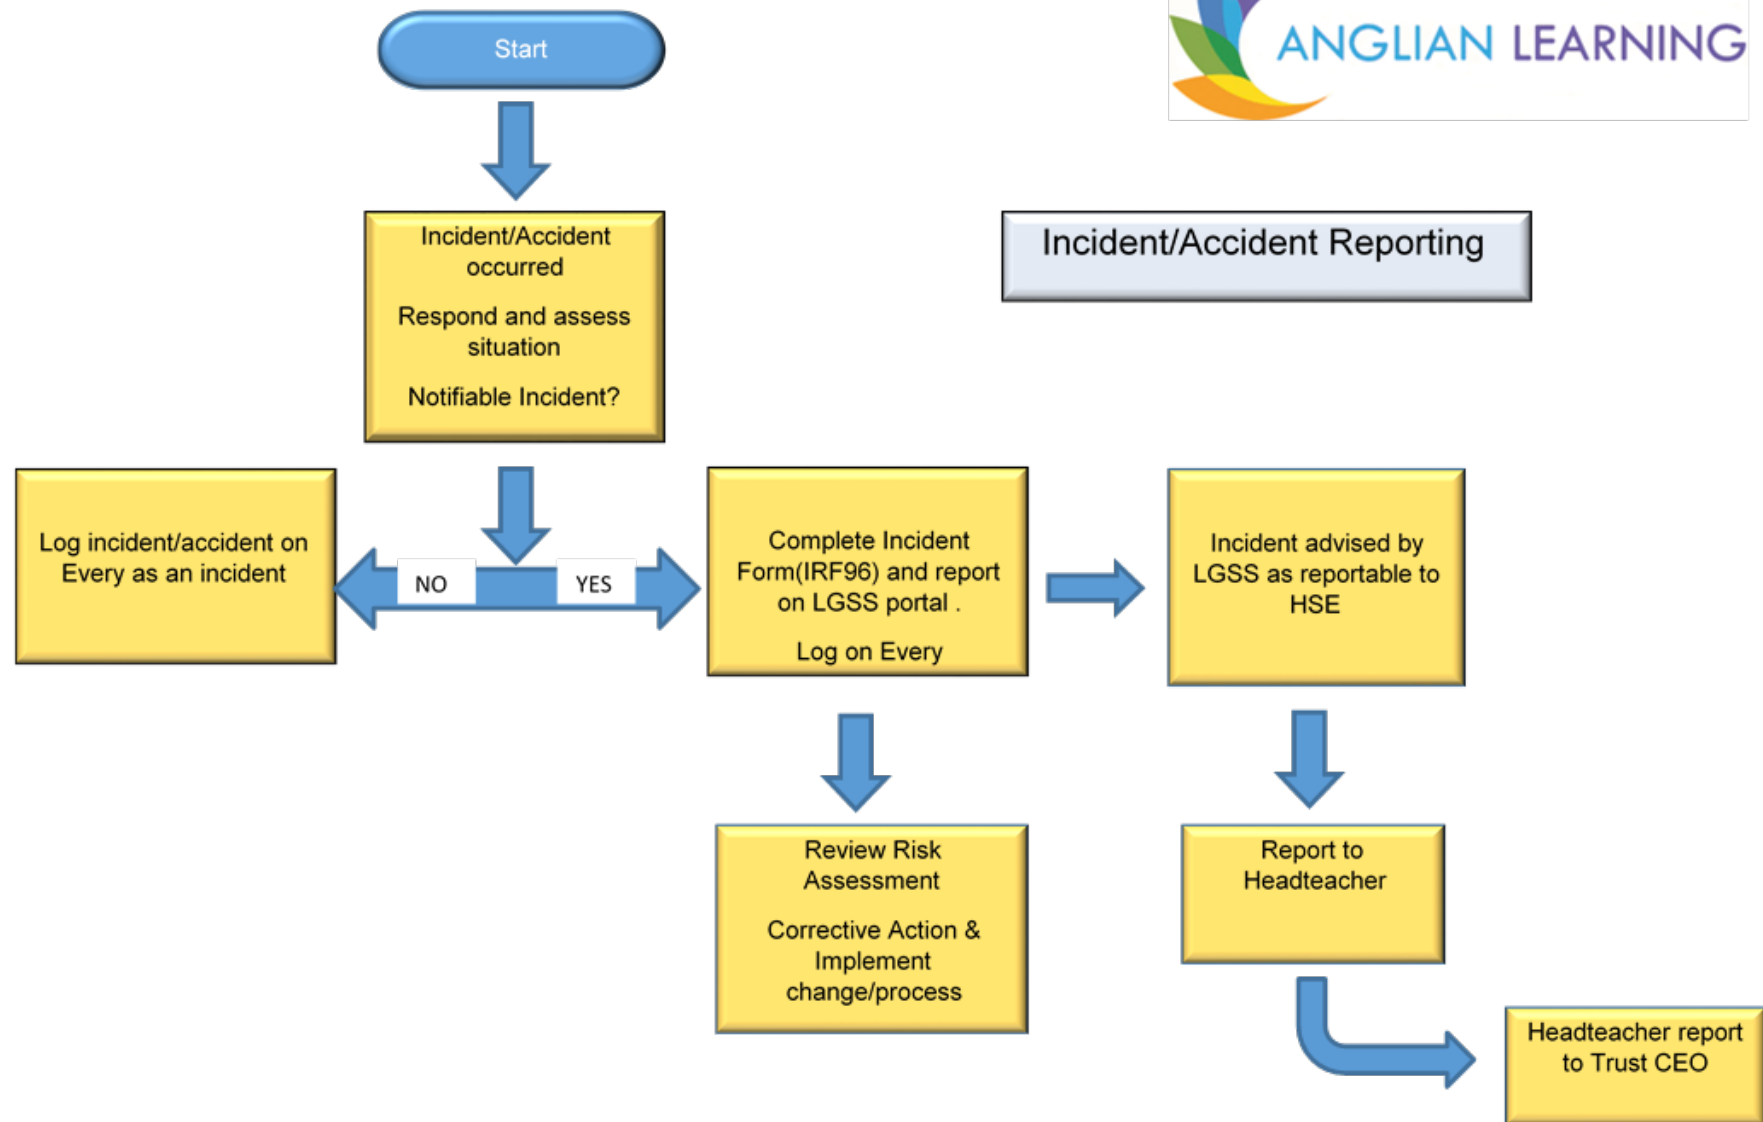 Start
ANGLIAN LEARNING
Incident/Accident
occurred
Respond and assess
situation
Notifiable Incident?
Incident/Accident Reporting
Log incident/accident on
Every as an incident
NO
YES
Complete Incident
Form(IRF96) and report
on LGSS portal .
Log on Every
Incident advised by
LGSS as reportable to
HSE
Review Risk
Assessment
Corrective Action &
Implement
change/process
Report to
Headteacher
Headteacher report
to Trust CEO